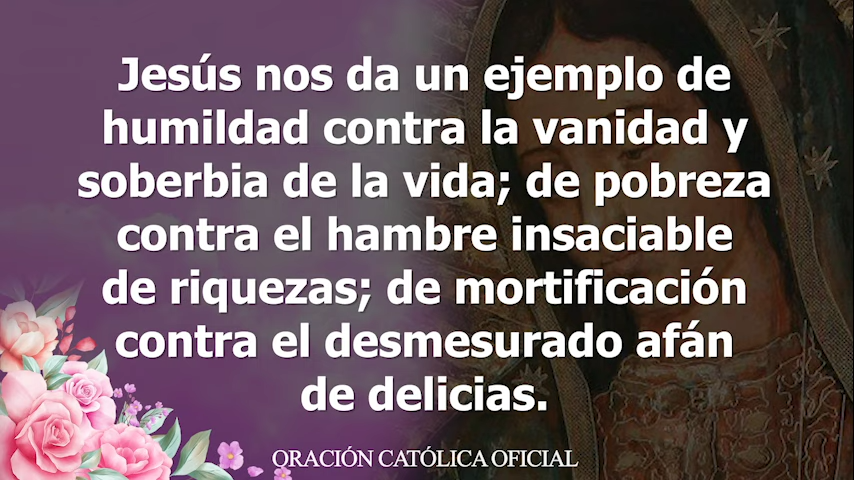 Jesús nos da un ejemplo de
humildad contra la vanidad y
soberbia de la vida; de pobreza
contra el hambre insaciable
de riquezas; de mortificación
contra el desmesurado afán
de delicias.
ORACIÓN CATÓLICA OFICIAL